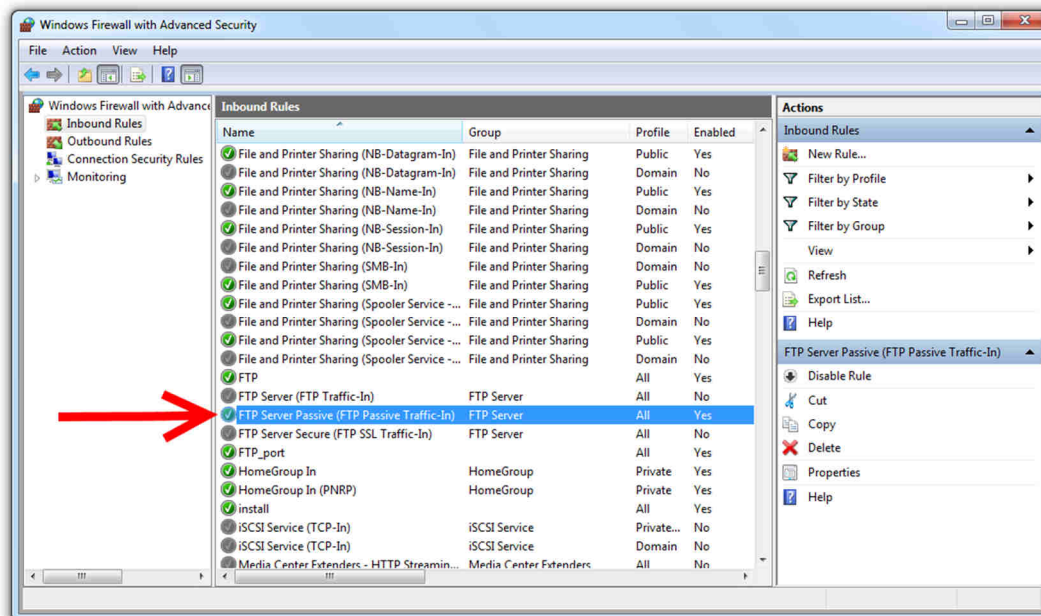 Windows Firewall with Advanced Security
File Action View Help
Windows Firewall with Advance
Inbound Rules
Outbound Rules
Connection Security Rules
Monitoring
Inbound Rules
Name Group Profile Enabled
File and Printer Sharing (NB-Datagram-In) File and Printer Sharing Public Yes
File and Printer Sharing (NB-Datagram-In) File and Printer Sharing Domain No
File and Printer Sharing (NB-Name-In) File and Printer Sharing Public Yes
File and Printer Sharing (NB-Name-In) File and Printer Sharing Domain No
File and Printer Sharing (NB-Session-In) File and Printer Sharing Public Yes
File and Printer Sharing (NB-Session-In) File and Printer Sharing Domain No
File and Printer Sharing (SMB-In) File and Printer Sharing Domain No
File and Printer Sharing (SMB-In) File and Printer Sharing Public Yes
File and Printer Sharing (Spooler Service -... File and Printer Sharing Public Yes
File and Printer Sharing (Spooler Service -... File and Printer Sharing Domain No
File and Printer Sharing (Spooler Service -... File and Printer Sharing Public Yes
File and Printer Sharing (Spooler Service -... File and Printer Sharing Domain No
FTP All Yes
FTP Server (FTP Traffic-In) FTP Server All No
FTP Server Passive (FTP Passive Traffic-In) FTP Server All Yes
FTP Server Secure (FTP SSL Traffic-In) FTP Server All No
FTP_port All Yes
HomeGroup In HomeGroup Private Yes
HomeGroup In (PNRP) HomeGroup Private Yes
install All Yes
iSCSI Service (TCP-In) iSCSI Service Private... No
iSCSI Service (TCP-In) iSCSI Service Domain No
Media Center Extenders - HTTP Streamin... Media Center Extenders All No
Actions
Inbound Rules
New Rule...
Filter by Profile
Filter by State
Filter by Group
View
Refresh
Export List...
Help
FTP Server Passive (FTP Passive Traffic-In)
Disable Rule
Cut
Copy
Delete
Properties
Help